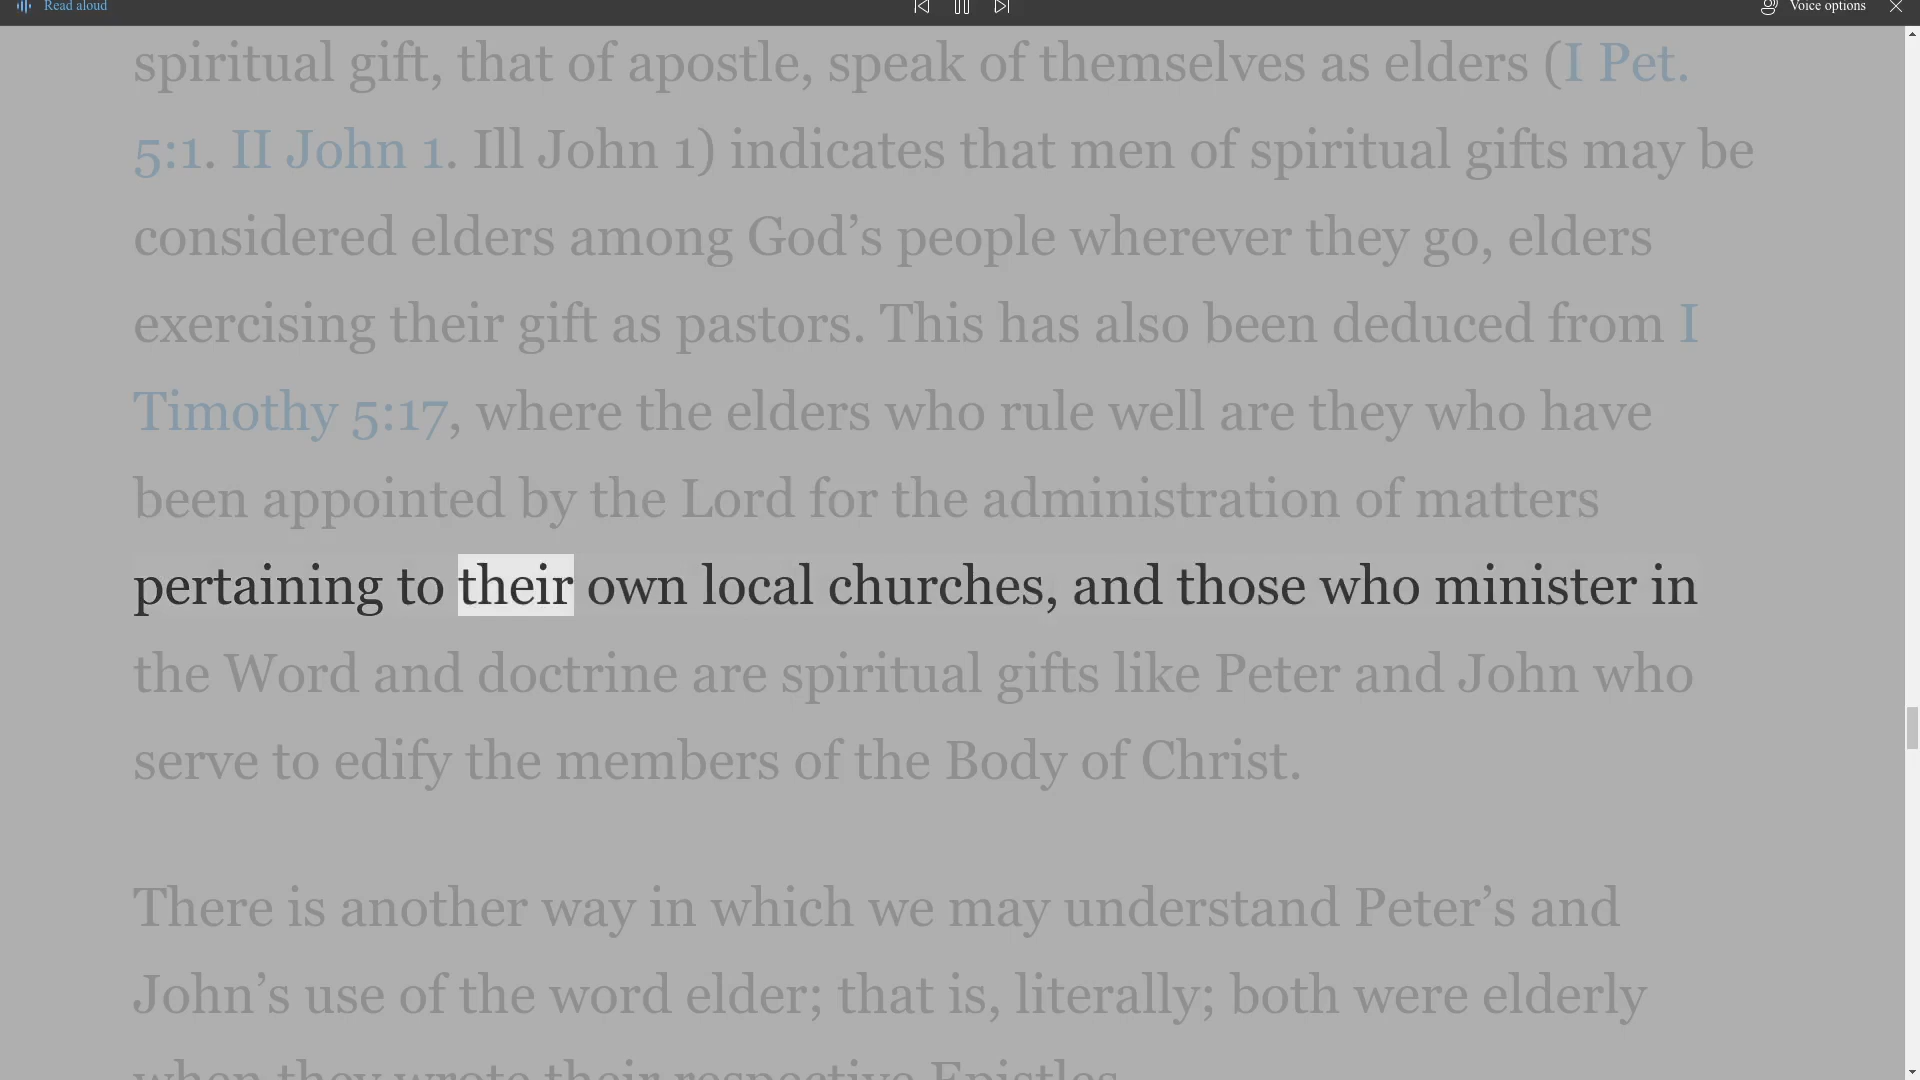 Read aloud
Voice options
spiritual gift, that of apostle, speak of themselves as elders (I Pet.
5:1. II John 1. Ill John 1) indicates that men of spiritual gifts may be
considered elders among God’s people wherever they go, elders
exercising their gift as pastors. This has also been deduced from I
Timothy 5:17, where the elders who rule well are they who have
been appointed by the Lord for the administration of matters
pertaining to their own local churches, and those who minister in
the Word and doctrine are spiritual gifts like Peter and John who
serve to edify the members of the Body of Christ.
There is another way in which we may understand Peter’s and
John’s use of the word elder; that is, literally; both were elderly
when they wrote their respective Epistles.